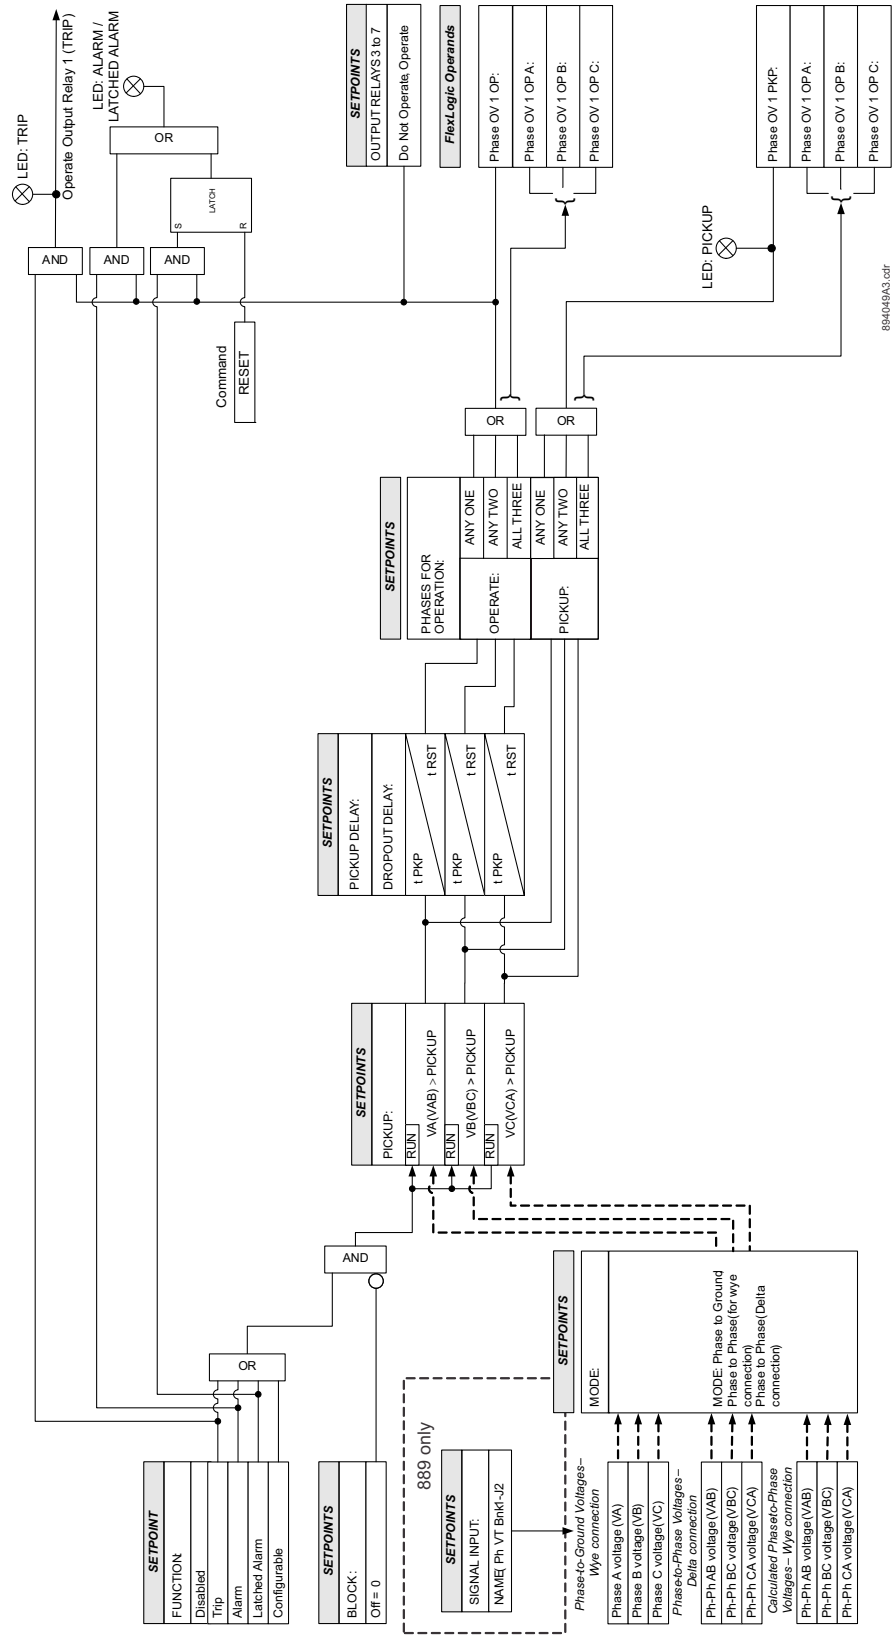 LED: TRIP
Operate Output Relay 1 (TRIP)
LED: ALARM /
LATCHED ALARM
OR
LATCH
S
R
AND
AND
AND
Command
RESET
SETPOINTS
OUTPUT RELAYS 3 to 7
Do Not Operate, Operate
FlexLogic Operands
Phase OV 1 OP:
Phase OV 1 OP A:
Phase OV 1 OP B:
Phase OV 1 OP C:
LED: PICKUP
Phase OV 1 PKP:
Phase OV 1 OP A:
Phase OV 1 OP B:
Phase OV 1 OP C:
894049A3.cdr
OR
OR
SETPOINTS
PHASES FOR
OPERATION:
OPERATE:
ANY ONE
ANY TWO
ALL THREE
PICKUP:
ANY ONE
ANY TWO
ALL THREE
SETPOINTS
PICKUP DELAY:
DROPOUT DELAY:
t PKP
t RST
t PKP
t RST
t PKP
t RST
SETPOINTS
PICKUP:
RUN
VA(VAB) > PICKUP
RUN
VB(VBC) > PICKUP
RUN
VC(VCA) > PICKUP
AND
OR
SETPOINT
FUNCTION:
Disabled
Trip
Alarm
Latched Alarm
Configurable
SETPOINTS
BLOCK:
Off = 0
889 only
SETPOINTS
SIGNAL INPUT:
NAME( Ph VT Bnk1-J2
SETPOINTS
MODE:
MODE: Phase to Ground
Phase to Phase(for wye
connection)
Phase to Phase(Delta
connection)
Phase-to-Ground Voltages–
Wye connection
Phase A voltage (VA)
Phase B voltage (VB)
Phase C voltage (VC)
Phase-to-Phase Voltages–
Delta connection
Ph-Ph AB voltage (VAB)
Ph-Ph BC voltage (VBC)
Ph-Ph CA voltage (VCA)
Calculated Phase-to-Phase
Voltages – Wye connection
Ph-Ph AB voltage (VAB)
Ph-Ph BC voltage (VBC)
Ph-Ph CA voltage (VCA)